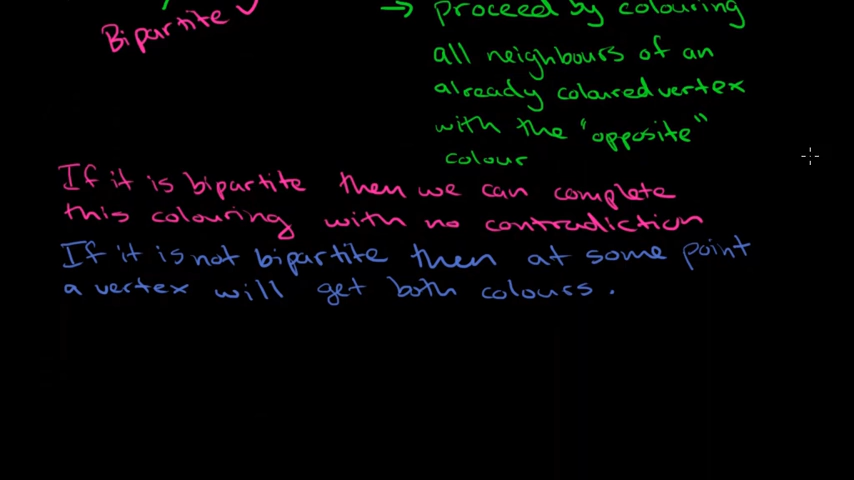 Bipartite ✓
→ Proceed by colouring
all neighbours of an
already coloured vertex
with the "opposite"
colour
If it is bipartite then we can complete
this colouring with no contradiction
If it is not bipartite then at some point
a vertex will get both colours.